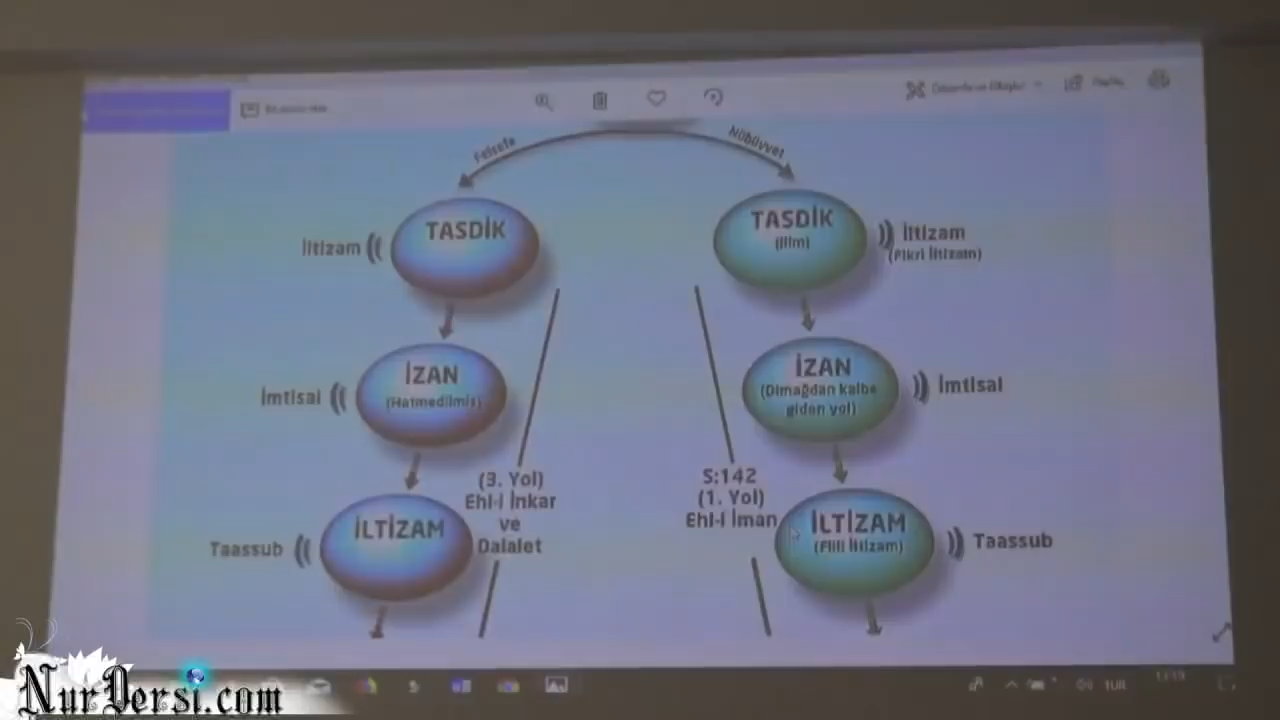 Felsefe
Nübüvvet
TASDİK
İltizam
TASDİK
(İlim)
İltizam
(Fikri İltizam)
İZAN
(Hatmedilmiş)
İmtisal
İZAN
(Dimağdan kalbe
giden yol)
İmtisal
(3. Yol)
Ehl-i İnkar
ve
Dalalet
S:142
(1. Yol)
Ehl-i İman
İLTİZAM
Taassub
İLTİZAM
(Fiili İltizam)
Taassub
TUR
NurDersi.com